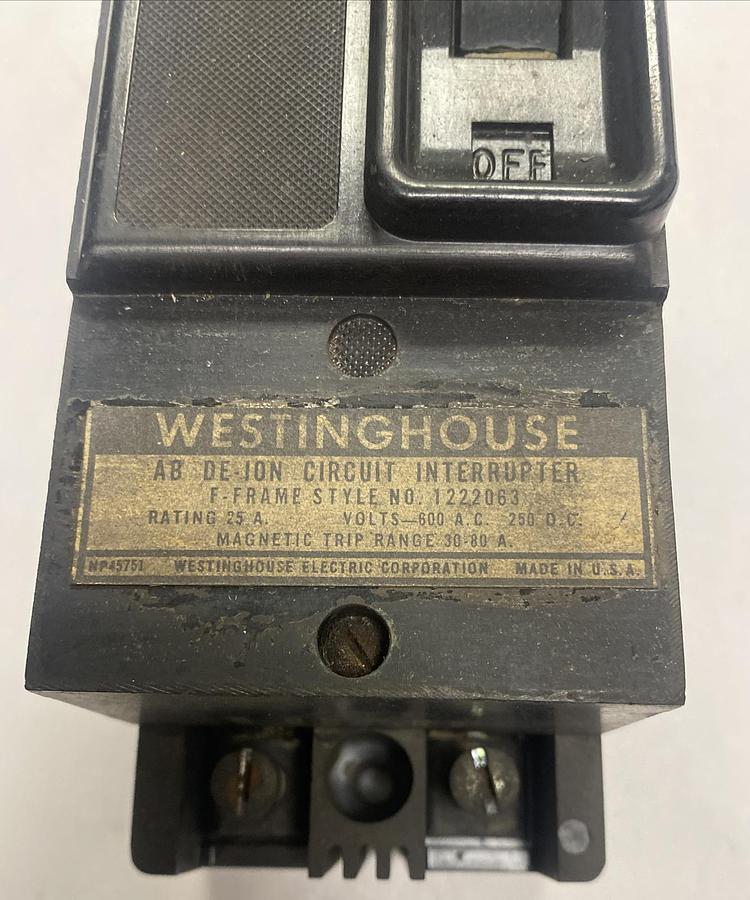 OFF
WESTINGHOUSE
AB DE-ION CIRCUIT INTERRUPTER
F-FRAME STYLE NO. 1222063
RATING 25 A. VOLTS—600 A.C. 250 D.C.
MAGNETIC TRIP RANGE 30-80 A.
NP45751 WESTINGHOUSE ELECTRIC CORPORATION MADE IN U.S.A.